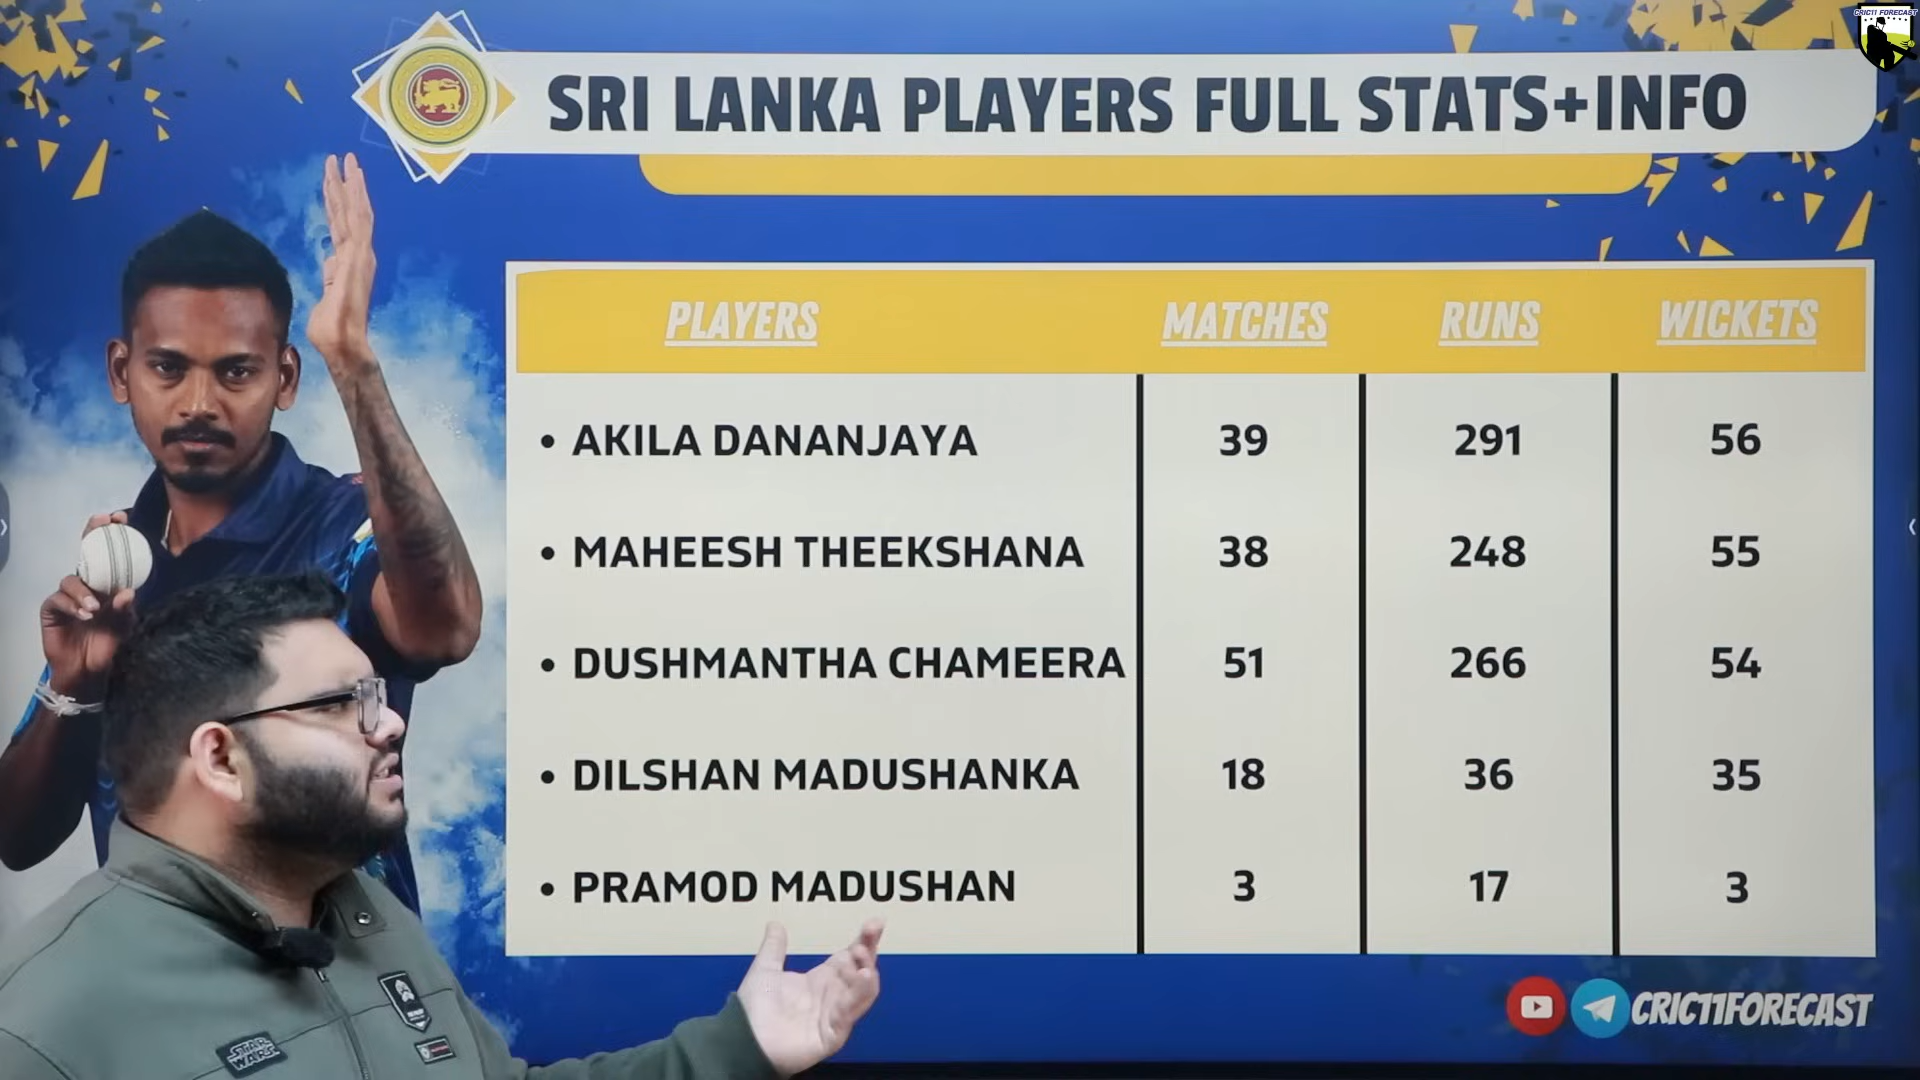 CRIC11 FORECAST
SRI LANKA PLAYERS FULL STATS+INFO
PLAYERS MATCHES RUNS WICKETS
• AKILA DANANJAYA 39 291 56
• MAHEESH THEEKSHANA 38 248 55
• DUSHMANTHA CHAMEERA 51 266 54
• DILSHAN MADUSHANKA 18 36 35
• PRAMOD MADUSHAN 3 17 3
CRIC11FORECAST
STAR
WARS